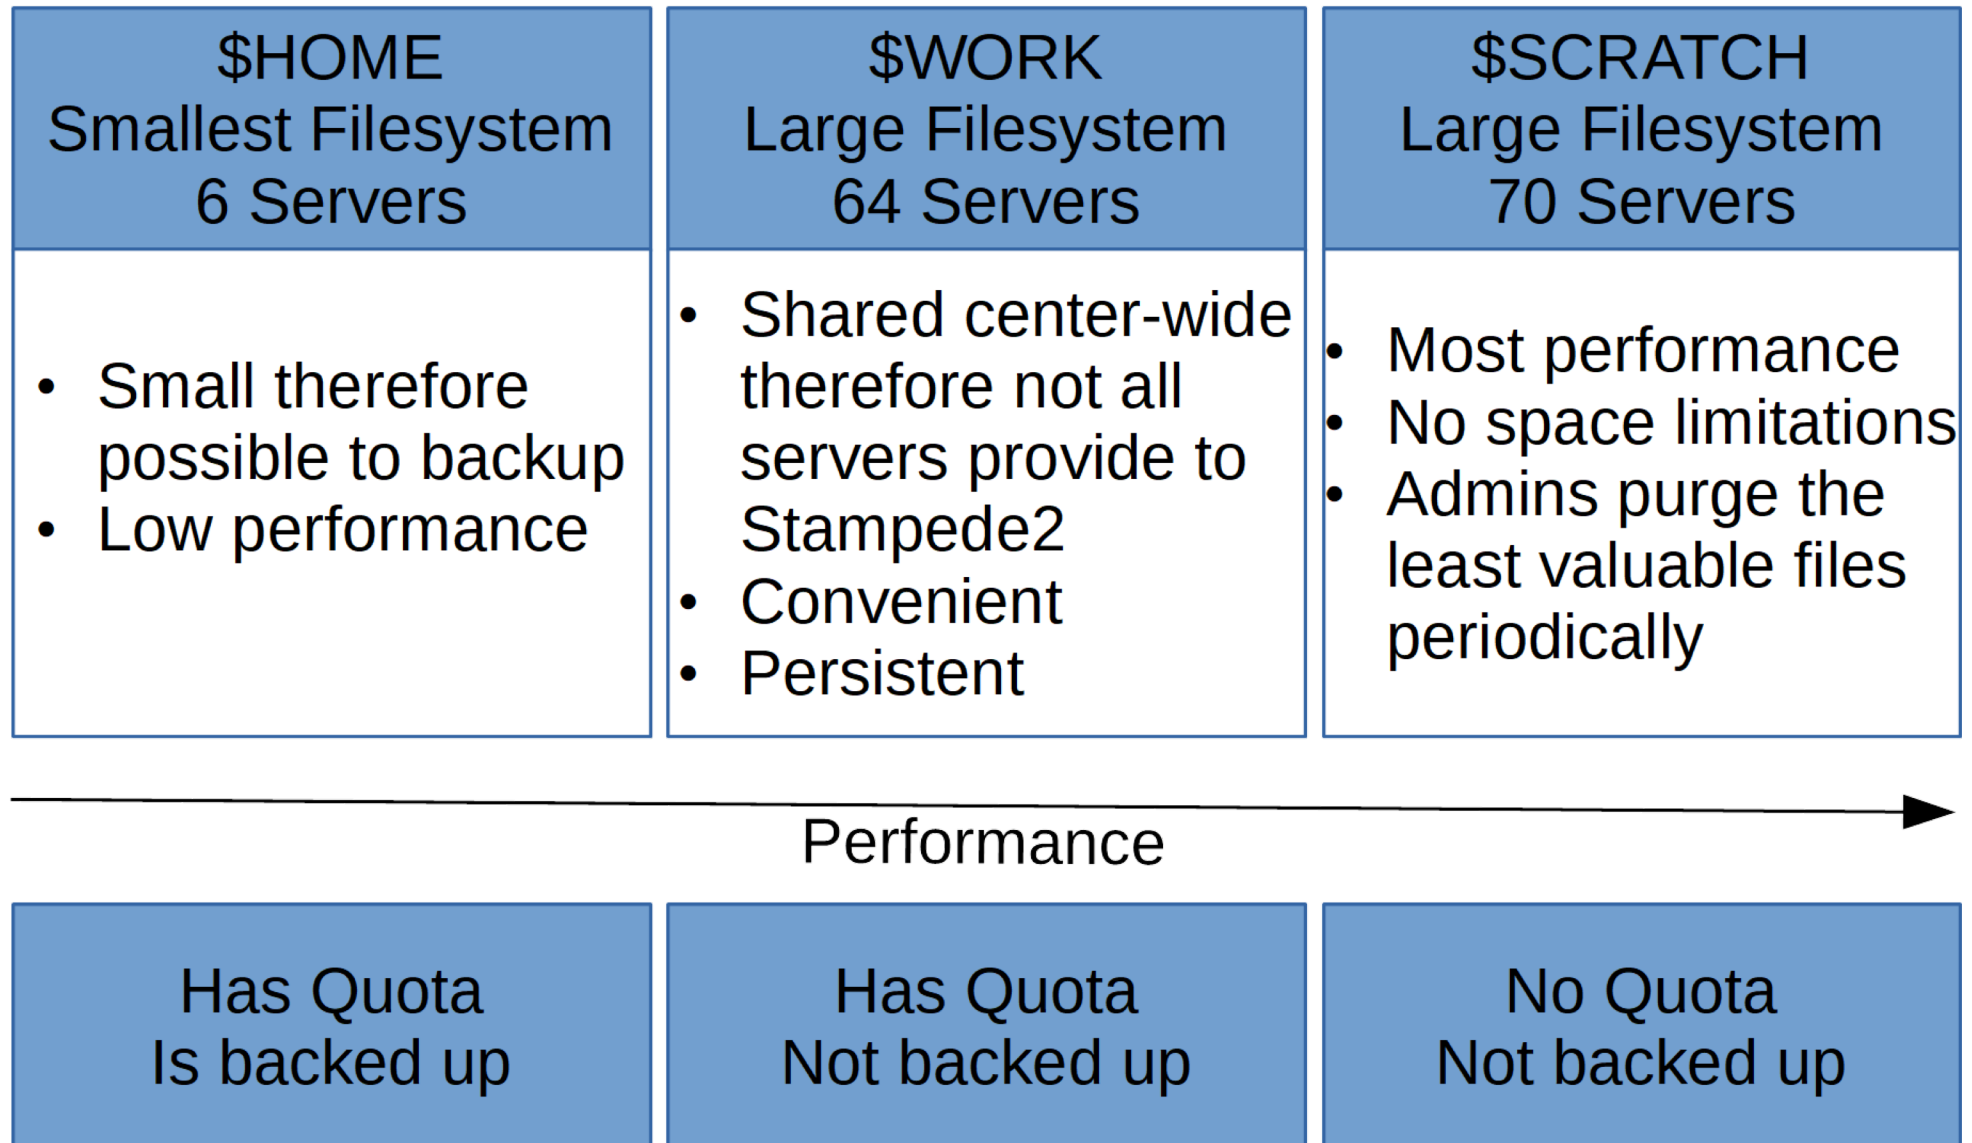 $HOME
Smallest Filesystem
6 Servers
• Small therefore
possible to backup
• Low performance
$WORK
Large Filesystem
64 Servers
• Shared center-wide
therefore not all
servers provide to
Stampede2
• Convenient
• Persistent
$SCRATCH
Large Filesystem
70 Servers
• Most performance
• No space limitations
• Admins purge the
least valuable files
periodically
Performance
Has Quota
Is backed up
Has Quota
Not backed up
No Quota
Not backed up